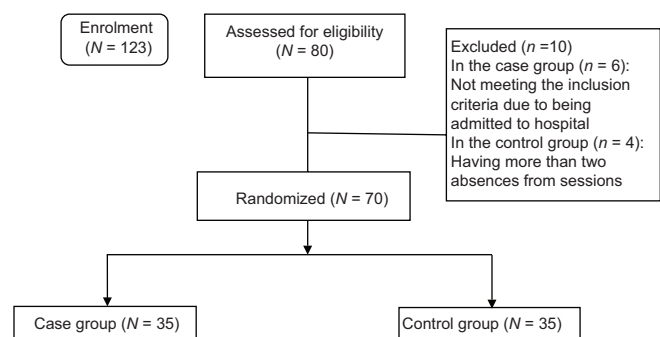 Enrolment
(N = 123)
Assessed for eligibility
(N = 80)
Excluded (n =10)
In the case group (n = 6):
Not meeting the inclusion
criteria due to being
admitted to hospital
In the control group (n = 4):
Having more than two
absences from sessions
Randomized (N = 70)
Case group (N = 35)
Control group (N = 35)